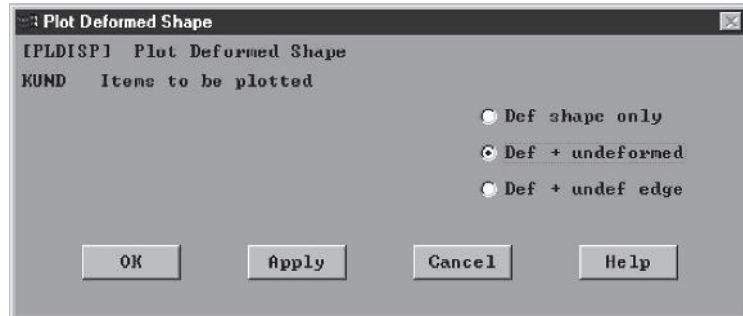 Plot Deformed Shape
[PLDISP] Plot Deformed Shape
KUND Items to be plotted
Def shape only
Def + undeformed
Def + undef edge
OK Apply Cancel Help